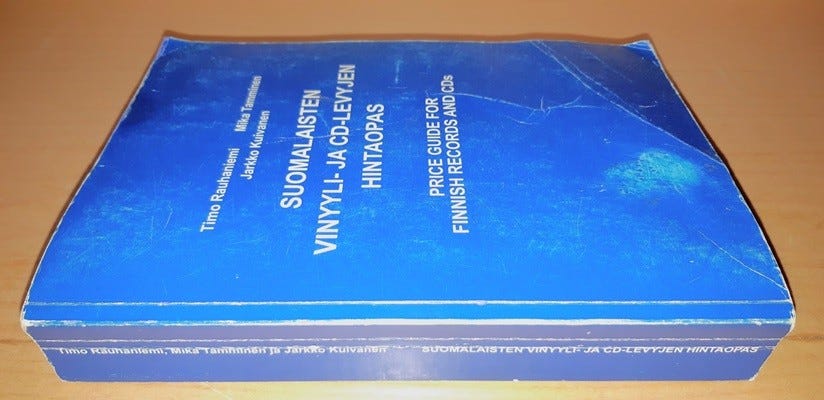 Timo Rauhaniemi Mika Tamminen
Jarkko Kuivanen
SUOMALAISTEN
VINYYLI- JA CD-LEVYJEN
HINTAOPAS
PRICE GUIDE FOR
FINNISH RECORDS AND CDs
Timo Rauhaniemi, Mika Tamminen ja Jarkko Kuivanen SUOMALAISTEN VINYYLI- JA CD-LEVYJEN HINTAOPAS